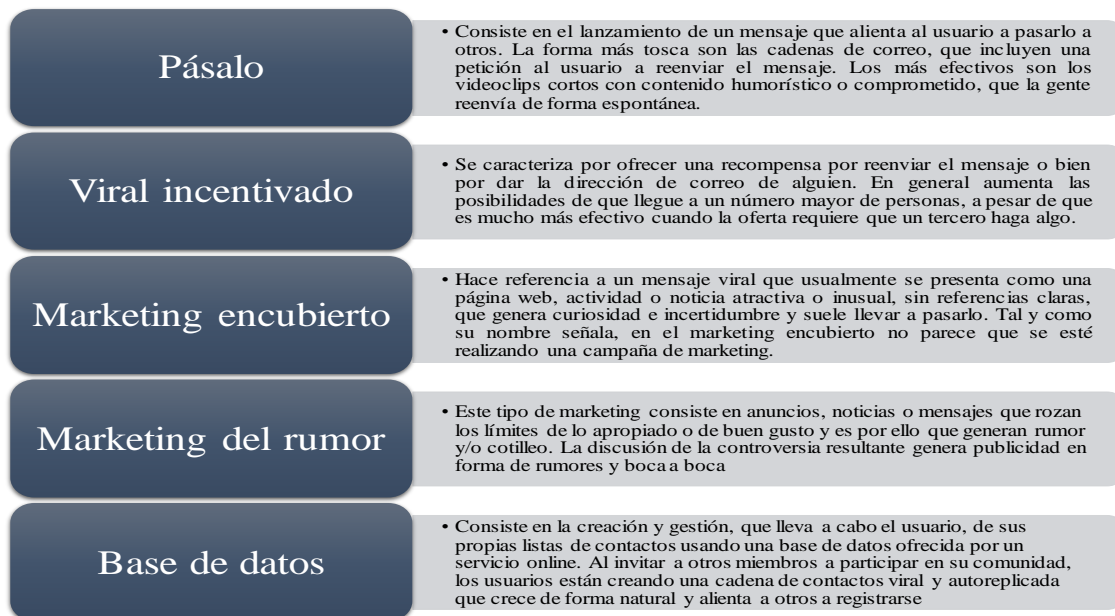 Pásalo
• Consiste en el lanzamiento de un mensaje que alienta al usuario a pasarlo a
otros. La forma más tosca son las cadenas de correo, que incluyen una
petición al usuario a reenviar el mensaje. Los más efectivos son los
videoclips cortos con contenido humorístico o comprometido, que la gente
reenvía de forma espontánea.
Viral incentivado
• Se caracteriza por ofrecer una recompensa por reenviar el mensaje o bien
por dar la dirección de correo de alguien. En general aumenta las
posibilidades de que llegue a un número mayor de personas, a pesar de que
es mucho más efectivo cuando la oferta requiere que un tercero haga algo.
Marketing encubierto
• Hace referencia a un mensaje viral que usualmente se presenta como una
página web, actividad o noticia atractiva o inusual, sin referencias claras,
que genera curiosidad e incertidumbre y suele llevar a pasarlo. Tal y como
su nombre señala, en el marketing encubierto no parece que se esté
realizando una campaña de marketing.
Marketing del rumor
• Este tipo de marketing consiste en anuncios, noticias o mensajes que rozan
los límites de lo apropiado o de buen gusto y es por ello que generan rumor
y/o cotilleo. La discusión de la controversia resultante genera publicidad en
forma de rumores y boca a boca
Base de datos
• Consiste en la creación y gestión, que lleva a cabo el usuario, de sus
propias listas de contactos usando una base de datos ofrecida por un
servicio online. Al invitar a otros miembros a participar en su comunidad,
los usuarios están creando una cadena de contactos viral y autoreplicada
que crece de forma natural y alienta a otros a registrarse